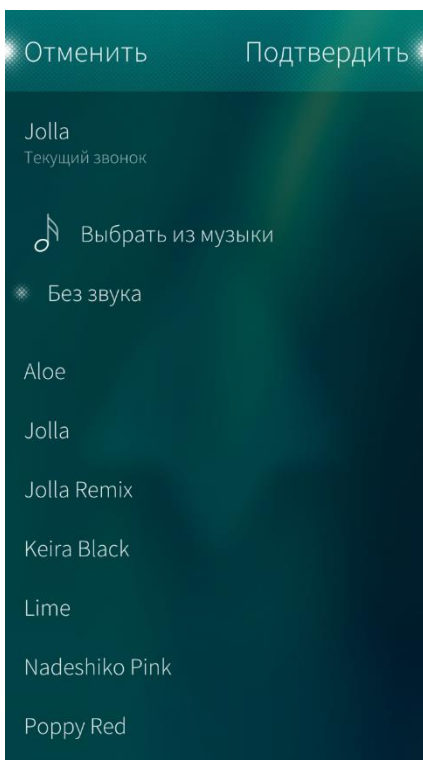 Отменить Подтвердить
Jolla
Текущий звонок
Выбрать из музыки
Без звука
Aloe
Jolla
Jolla Remix
Keira Black
Lime
Nadeshiko Pink
Poppy Red